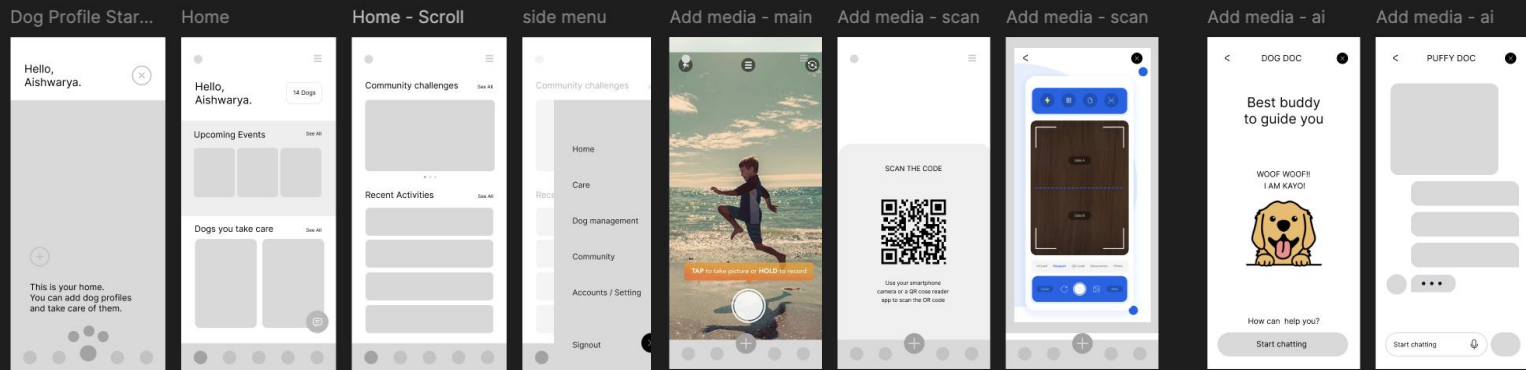 Dog Profile Star...
Home
Home - Scroll
side menu
Add media - main
Add media - scan
Add media - scan
Add media - ai
Add media - ai
Hello,
Aishwarya.
This is your home.
You can add dog profiles
and take care of them.
Hello,
Aishwarya.
14 Dogs
Upcoming Events
See All
Dogs you take care
See All
Community challenges
See All
Recent Activities
See All
Community challenges
Rece
Home
Care
Dog management
Community
Accounts / Setting
Signout
TAP to take picture or HOLD to record
SCAN THE CODE
Use your smartphone
camera or a QR cose reader
app to scan the OR code
DOG DOC
Best buddy
to guide you
WOOF WOOF!!
I AM KAYO!
How can help you?
Start chatting
PUFFY DOC
Start chatting